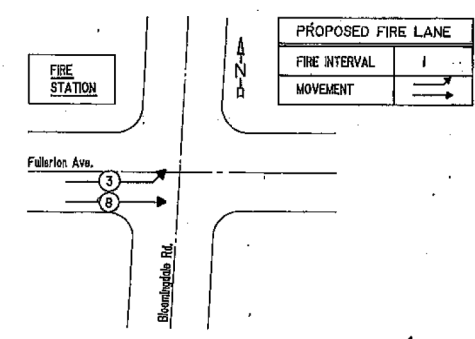 PROPOSED FIRE LANE
FIRE INTERVAL 1
MOVEMENT
FIRE
STATION
N
Fullerton Ave.
3
8
Bloomingdale Rd.